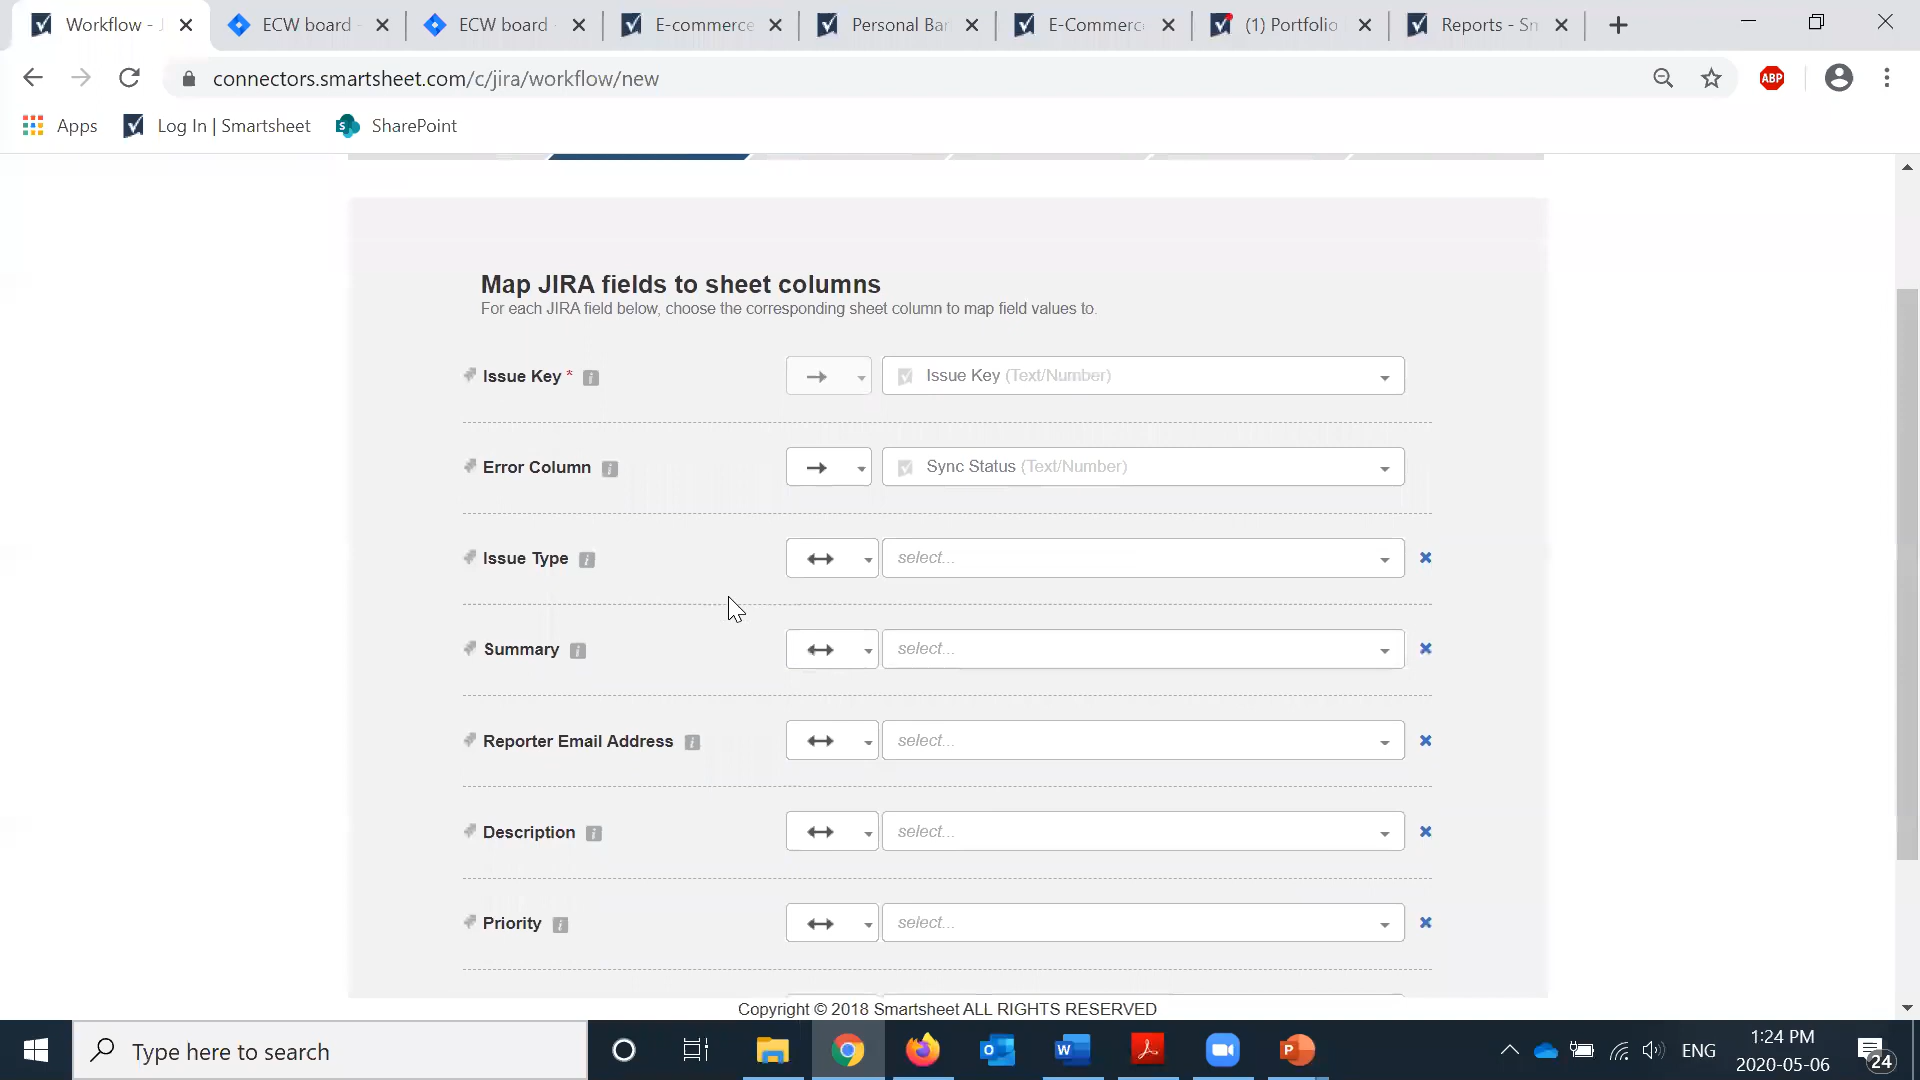 Workflow - J
ECW board -
ECW board -
E-commerce
Personal Ban
E-Commerc
(1) Portfolio
Reports - Sm
connectors.smartsheet.com/c/jira/workflow/new
ABP
Apps
Log In | Smartsheet
SharePoint
Map JIRA fields to sheet columns
For each JIRA field below, choose the corresponding sheet column to map field values to.
Issue Key *
Issue Key (Text/Number)
Error Column
Sync Status (Text/Number)
Issue Type
select...
Summary
select...
Reporter Email Address
select...
Description
select...
Priority
select...
Copyright © 2018 Smartsheet ALL RIGHTS RESERVED
Type here to search
ENG
1:24 PM
2020-05-06
24